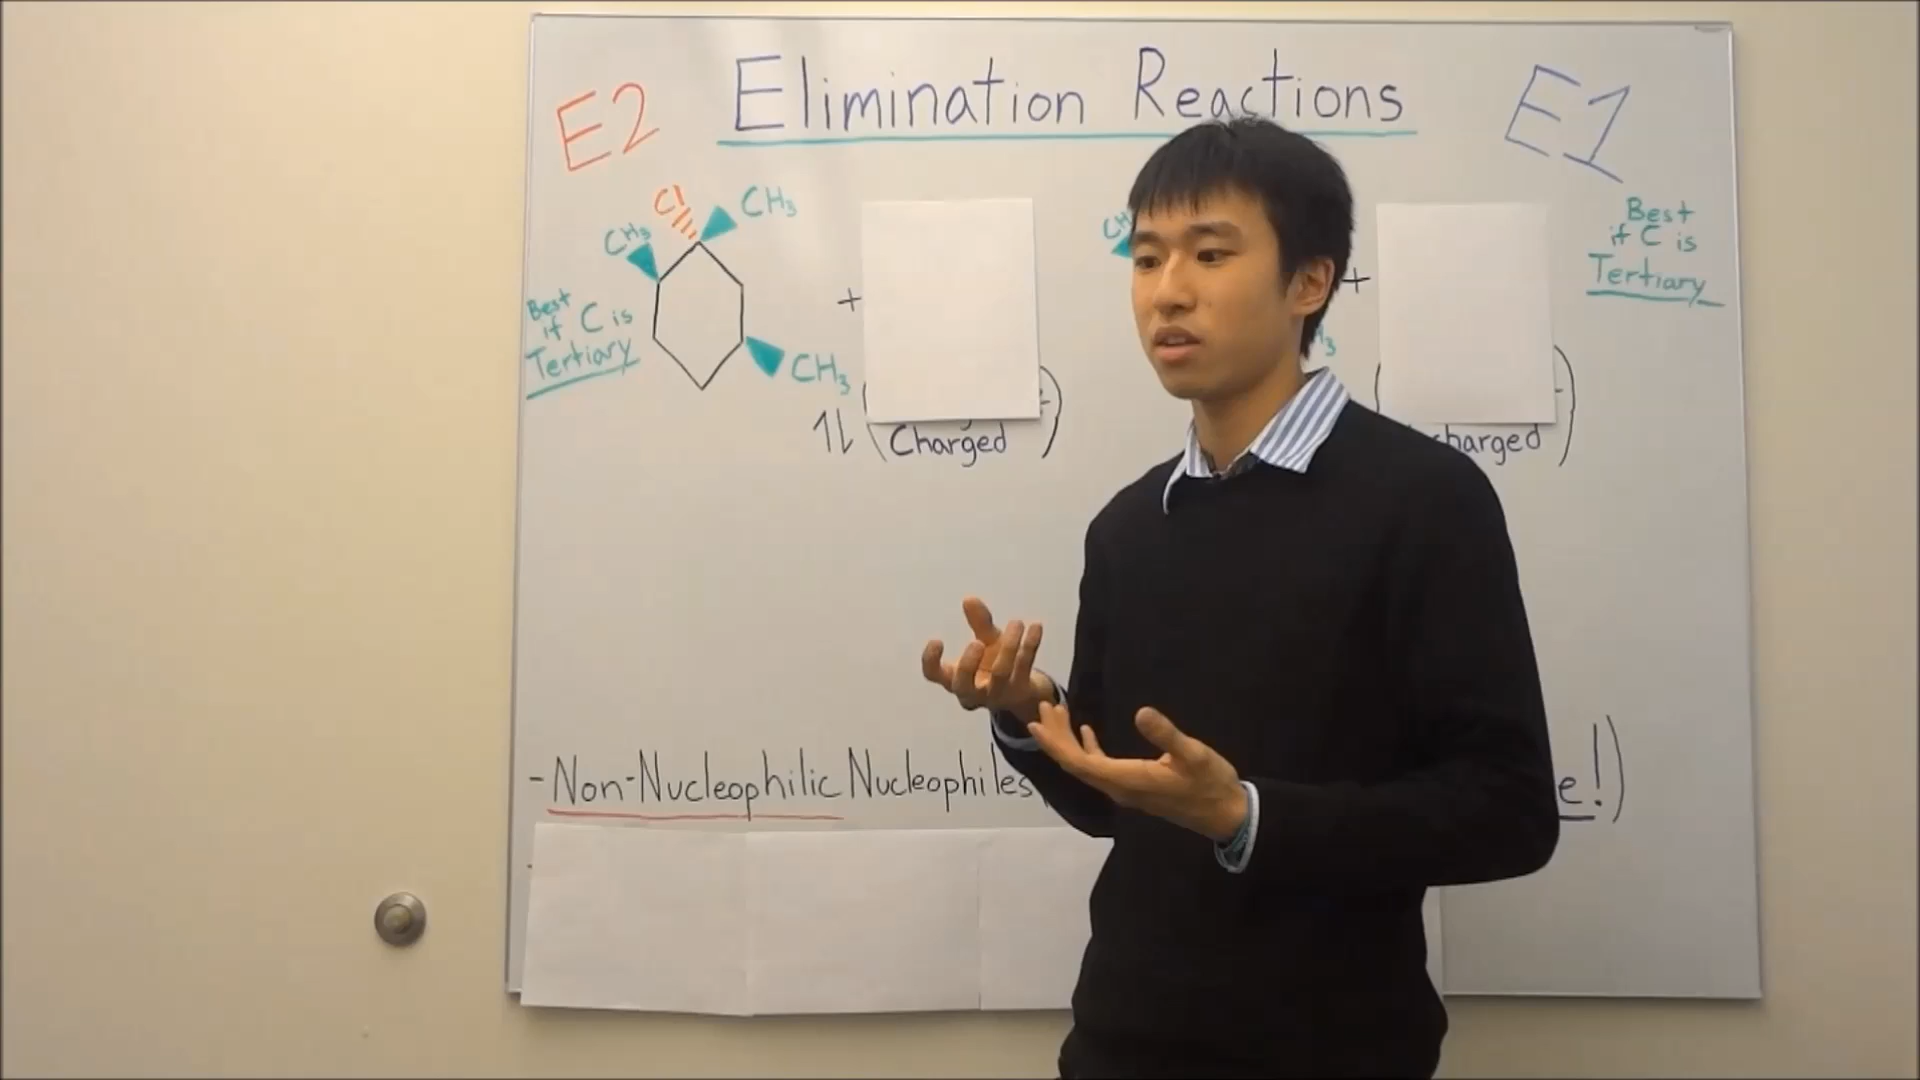 Elimination Reactions
E2
E1
Cl
CH3
CH3
CH3
Best
if C is
Tertiary
+
Charged
CH
+
Best
if C is
Tertiary
-Non-Nucleophilic Nucleophiles